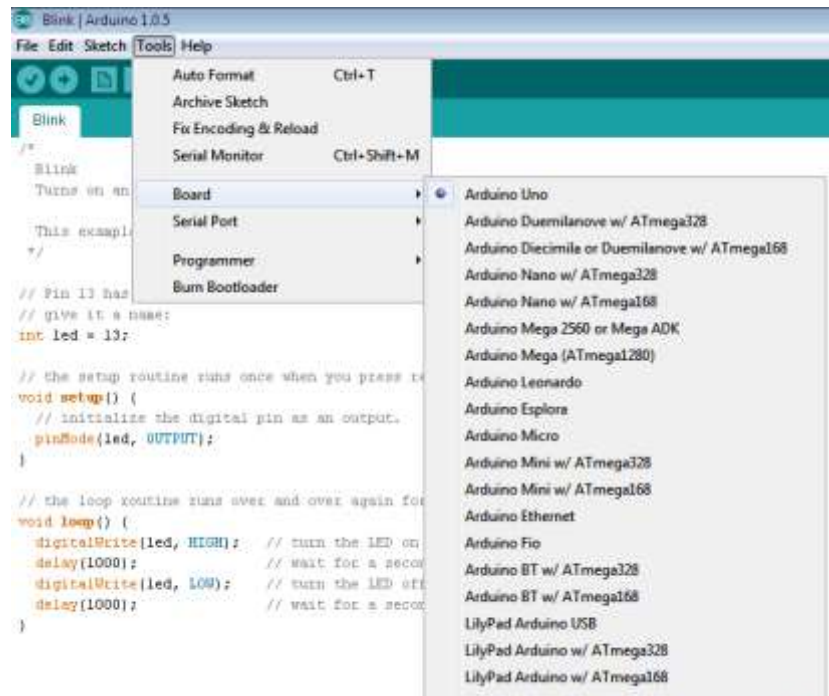 Blink | Arduino 1.0.5
File Edit Sketch Tools Help
Auto Format Ctrl+T
Archive Sketch
Fix Encoding & Reload
Serial Monitor Ctrl+Shift+M
Board
Serial Port
Programmer
Burn Bootloader
Arduino Uno
Arduino Duemilanove w/ ATmega328
Arduino Diecimila or Duemilanove w/ ATmega168
Arduino Nano w/ ATmega328
Arduino Nano w/ ATmega168
Arduino Mega 2560 or Mega ADK
Arduino Mega (ATmega1280)
Arduino Leonardo
Arduino Esplora
Arduino Micro
Arduino Mini w/ ATmega328
Arduino Mini w/ ATmega168
Arduino Ethernet
Arduino Fio
Arduino BT w/ ATmega328
Arduino BT w/ ATmega168
LilyPad Arduino USB
LilyPad Arduino w/ ATmega328
LilyPad Arduino w/ ATmega168
Blink
/*
Blink
Turns on an
This exampl
*/
// Pin 13 has
// give it a name:
int led = 13;
// the setup routine runs once when you press re
void setup() {
// initialize the digital pin as an output.
pinMode(led, OUTPUT);
}
// the loop routine runs over and over again for
void loop() {
digitalWrite(led, HIGH); // turn the LED on
delay(1000); // wait for a secon
digitalWrite(led, LOW); // turn the LED off
delay(1000); // wait for a secon
}